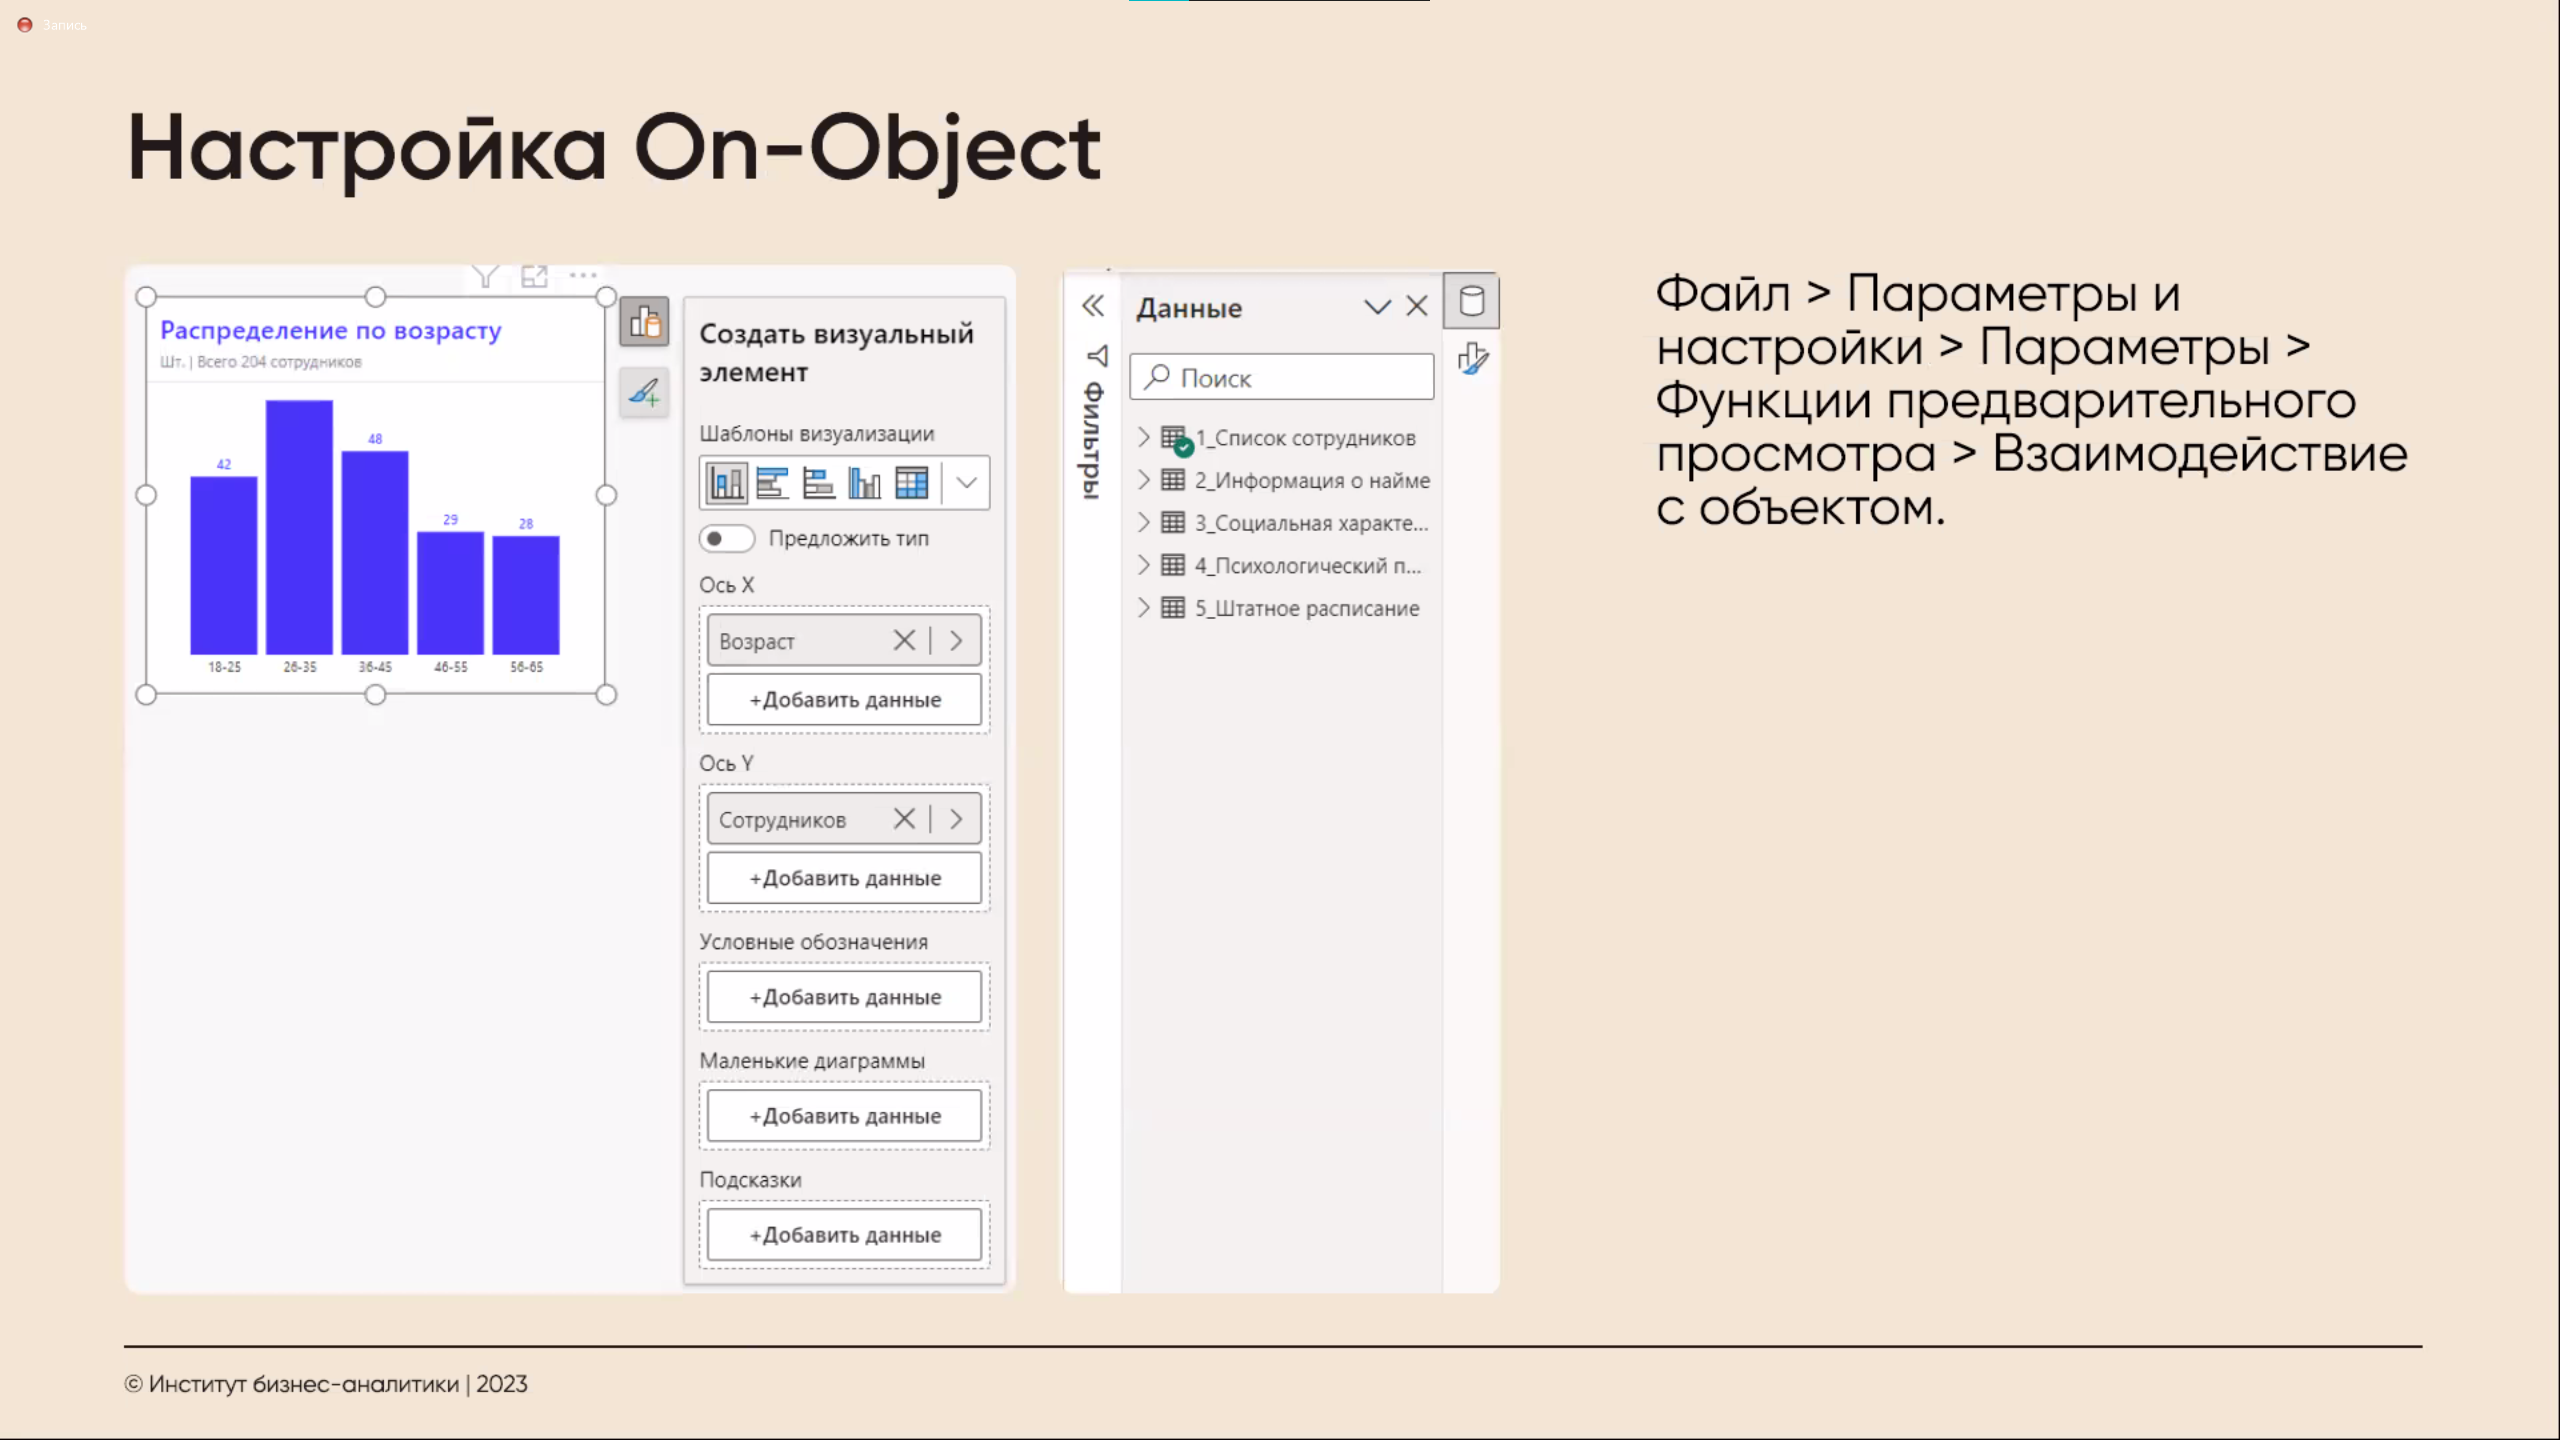 Запись
Настройка On-Object
Распределение по возрасту
Шт. | Всего 204 сотрудников
42
48
29
28
18-25
26-35
36-45
46-55
56-65
Создать визуальный
элемент
Шаблоны визуализации
Предложить тип
Ось X
Возраст
+Добавить данные
Ось Y
Сотрудников
+Добавить данные
Условные обозначения
+Добавить данные
Маленькие диаграммы
+Добавить данные
Подсказки
+Добавить данные
Фильтры
Данные
Поиск
1_Список сотрудников
2_Информация о найме
3_Социальная характе...
4_Психологический п...
5_Штатное расписание
Файл > Параметры и
настройки > Параметры >
Функции предварительного
просмотра > Взаимодействие
с объектом.
© Институт бизнес-аналитики | 2023